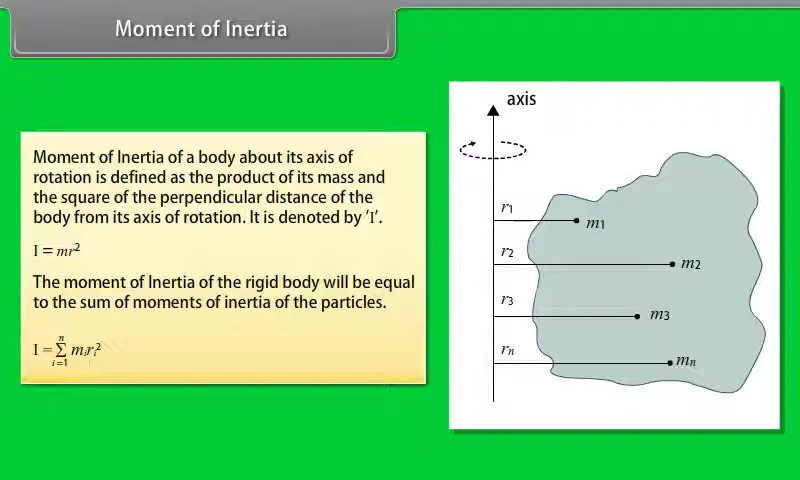 Moment of Inertia
Moment of Inertia of a body about its axis of
rotation is defined as the product of its mass and
the square of the perpendicular distance of the
body from its axis of rotation. It is denoted by ‘I’.
I = mr²
The moment of Inertia of the rigid body will be equal
to the sum of moments of inertia of the particles.
I = n Σ i=1 mᵢrᵢ²
axis
r1 m1
r2 m2
r3 m3
rn mn